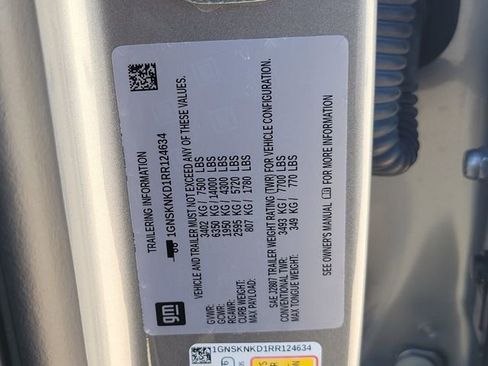 TRAILERING INFORMATION
1GNSKNKD1RR124634
VEHICLE AND TRAILER MUST NOT EXCEED ANY OF THESE VALUES.
GVWR: 3402 KG / 7500 LBS
GCWR: 6350 KG / 14000 LBS
RGAWR: 1950 KG / 4300 LBS
CURB WEIGHT: 2595 KG / 5720 LBS
MAX PAYLOAD: 807 KG / 1780 LBS
SAE J2807 TRAILER WEIGHT RATING (TWR) FOR VEHICLE CONFIGURATION.
CONVENTIONAL TWR: 3493 KG / 7700 LBS
MAX TONGUE WEIGHT: 349 KG / 770 LBS
SEE OWNER'S MANUAL FOR MORE INFORMATION
gm
1GNSKNKD1RR124634